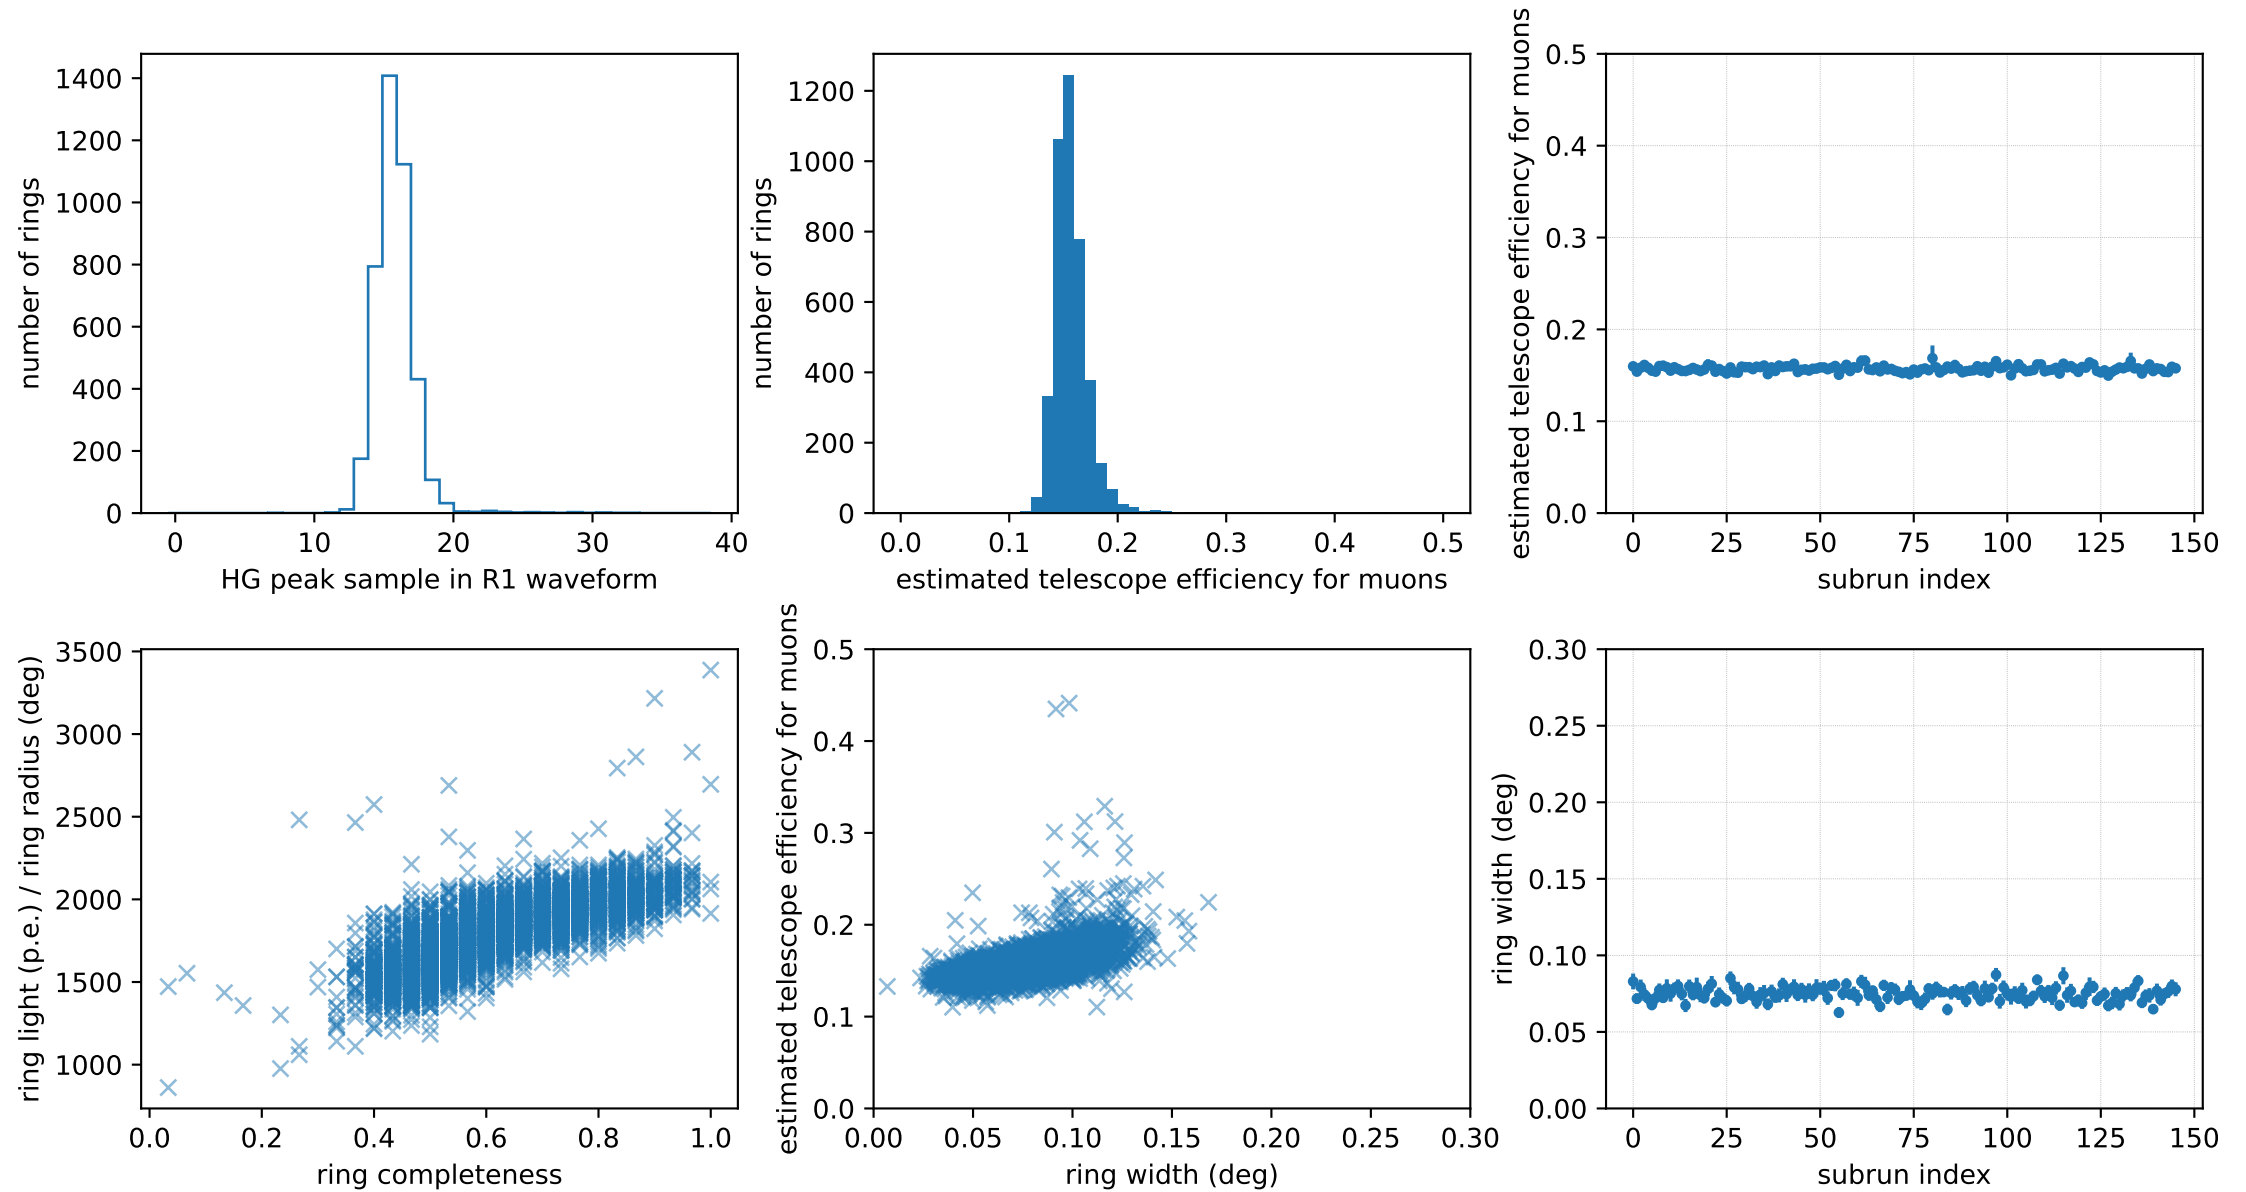 number of rings
1400
1200
1000
800
600
400
200
0
0 10 20 30 40
HG peak sample in R1 waveform
number of rings
1200
1000
800
600
400
200
0
0.0 0.1 0.2 0.3 0.4 0.5
estimated telescope efficiency for muons
estimated telescope efficiency for muons
0.5
0.4
0.3
0.2
0.1
0.0
0 25 50 75 100 125 150
subrun index
ring light (p.e.) / ring radius (deg)
3500
3000
2500
2000
1500
1000
0.0 0.2 0.4 0.6 0.8 1.0
ring completeness
estimated telescope efficiency for muons
0.5
0.4
0.3
0.2
0.1
0.0
0.00 0.05 0.10 0.15 0.20 0.25 0.30
ring width (deg)
ring width (deg)
0.30
0.25
0.20
0.15
0.10
0.05
0.00
0 25 50 75 100 125 150
subrun index